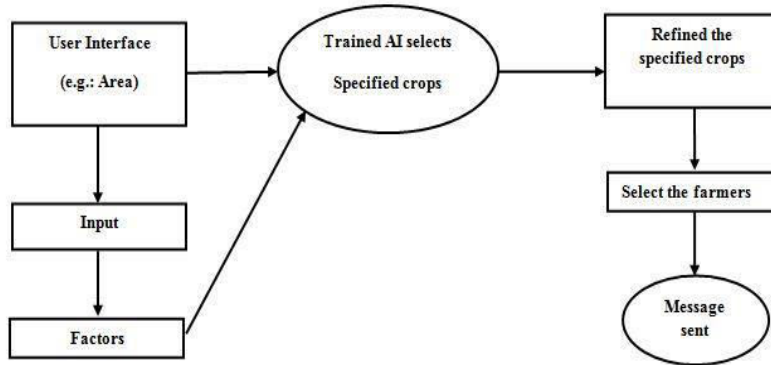 User Interface
(e.g.: Area)
Trained AI selects
Specified crops
Refined the
specified crops
Input
Select the farmers
Factors
Message
sent